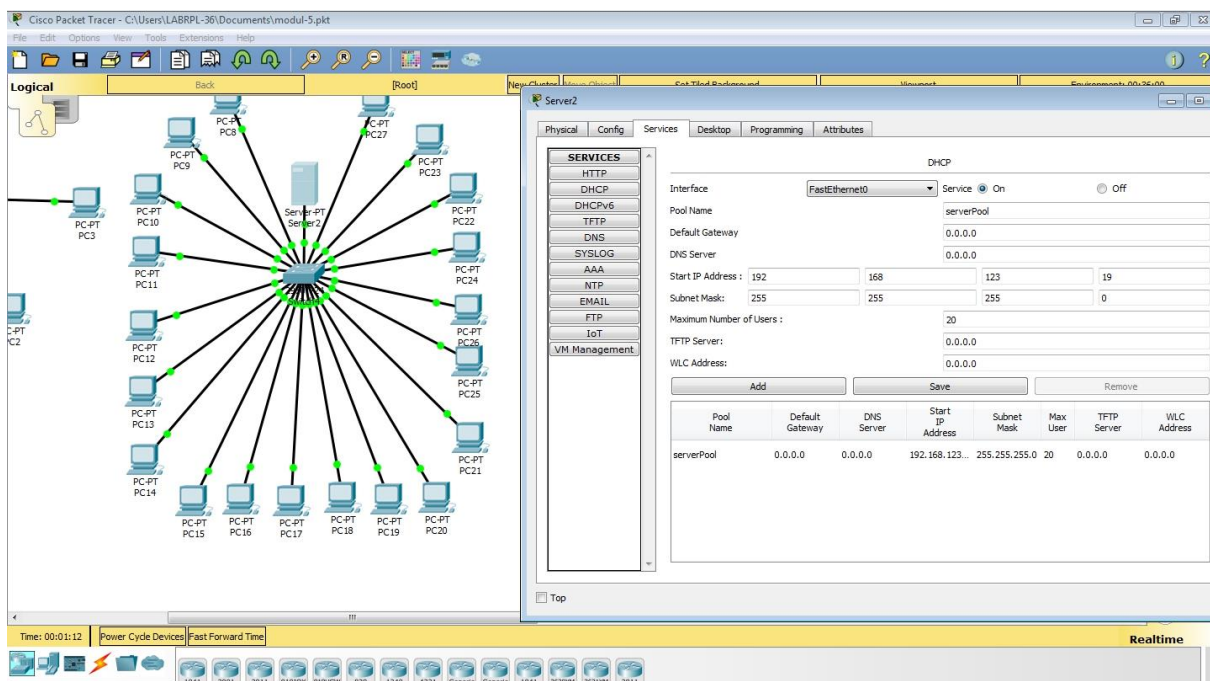 Cisco Packet Tracer - C:\Users\LABRPL-36\Documents\modul-5.pkt
File Edit Options View Tools Extensions Help
Logical
Back
[Root]
New Cluster
Move Object
Set Tiled Background
Viewport
PC-PT
PC8
PC-PT
PC27
PC-PT
PC9
PC-PT
PC23
Server-PT
Server2
PC-PT
PC10
PC-PT
PC22
PC-PT
PC3
PC-PT
PC11
PC-PT
PC24
PC-PT
PC12
PC-PT
PC26
PC-PT
PC25
PC-PT
PC13
PC-PT
PC21
PC-PT
PC14
PC-PT
PC15
PC-PT
PC16
PC-PT
PC17
PC-PT
PC18
PC-PT
PC19
PC-PT
PC20
Server2
Physical Config Services Desktop Programming Attributes
SERVICES
HTTP
DHCP
DHCPv6
TFTP
DNS
SYSLOG
AAA
NTP
EMAIL
FTP
IoT
VM Management
DHCP
Interface FastEthernet0 Service On Off
Pool Name serverPool
Default Gateway 0.0.0.0
DNS Server 0.0.0.0
Start IP Address : 192 168 123 19
Subnet Mask: 255 255 255 0
Maximum Number of Users : 20
TFTP Server: 0.0.0.0
WLC Address: 0.0.0.0
Add Save Remove
Pool Name Default Gateway DNS Server Start IP Address Subnet Mask Max User TFTP Server WLC Address
serverPool 0.0.0.0 0.0.0.0 192.168.123... 255.255.255.0 20 0.0.0.0 0.0.0.0
Top
Time: 00:01:12 Power Cycle Devices Fast Forward Time
Realtime